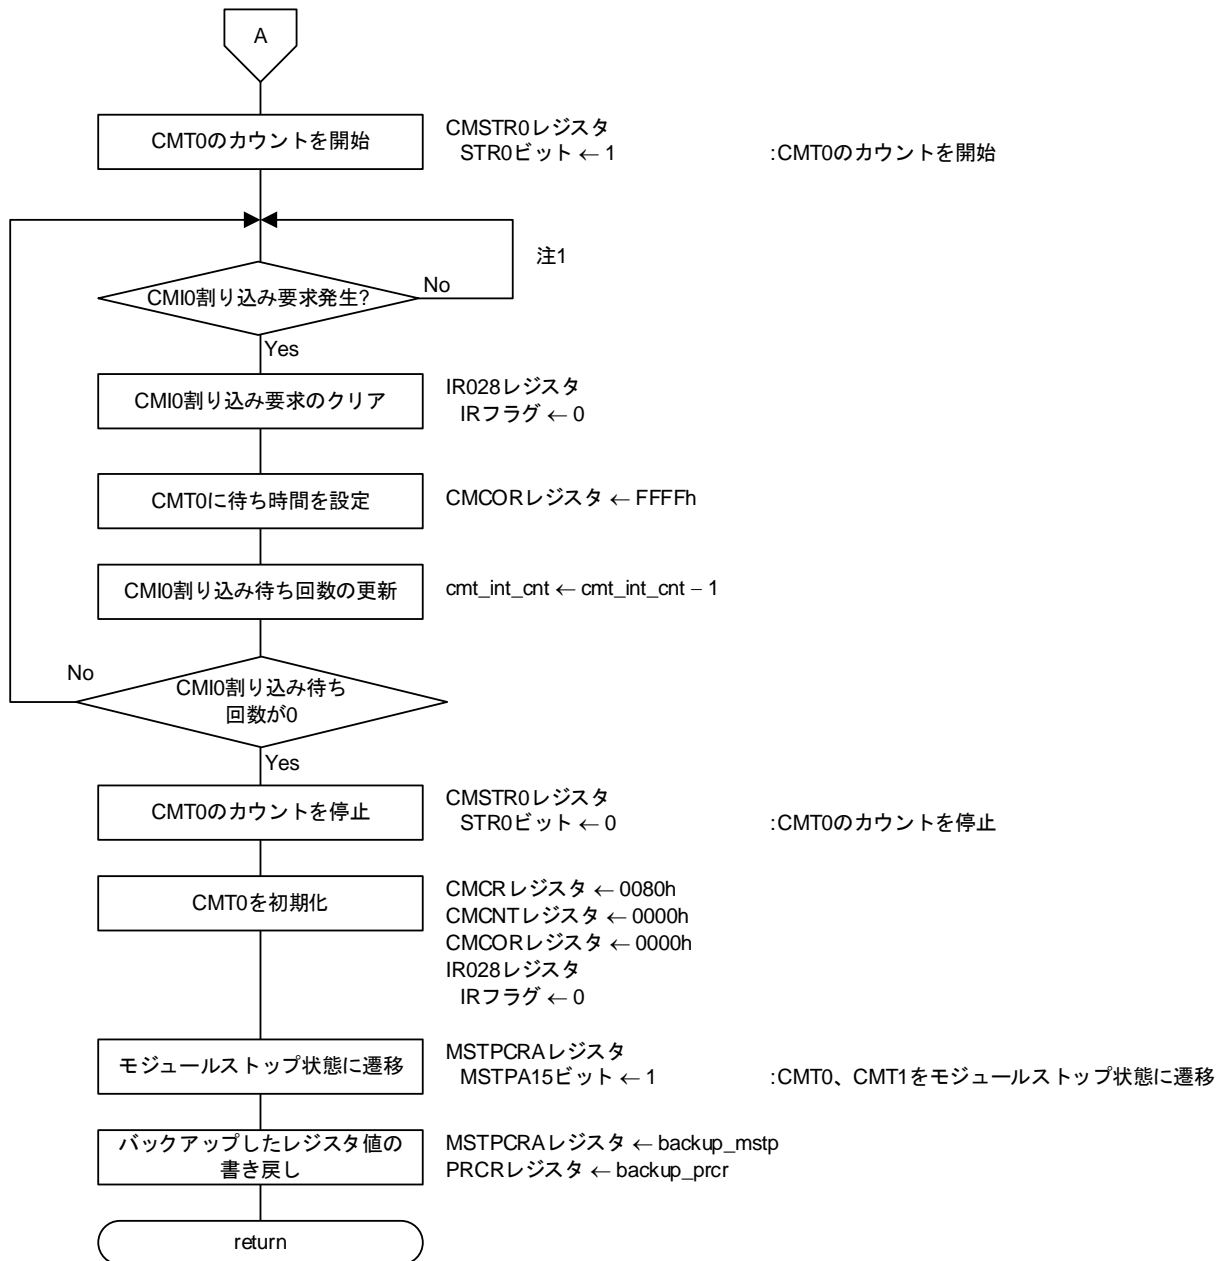 A
CMT0のカウントを開始
CMSTR0レジスタ
STR0ビット ← 1 :CMT0のカウントを開始
注1
CMI0割り込み要求発生?
No
Yes
CMI0割り込み要求のクリア
IR028レジスタ
IRフラグ ← 0
CMT0に待ち時間を設定
CMCORレジスタ ← FFFFh
CMI0割り込み待ち回数の更新
cmt_int_cnt ← cmt_int_cnt – 1
No
CMI0割り込み待ち
回数が0
Yes
CMT0のカウントを停止
CMSTR0レジスタ
STR0ビット ← 0 :CMT0のカウントを停止
CMT0を初期化
CMCRレジスタ ← 0080h
CMCNTレジスタ ← 0000h
CMCORレジスタ ← 0000h
IR028レジスタ
IRフラグ ← 0
モジュールストップ状態に遷移
MSTPCRAレジスタ
MSTPA15ビット ← 1 :CMT0、CMT1をモジュールストップ状態に遷移
バックアップしたレジスタ値の
書き戻し
MSTPCRAレジスタ ← backup_mstp
PRCRレジスタ ← backup_prcr
return